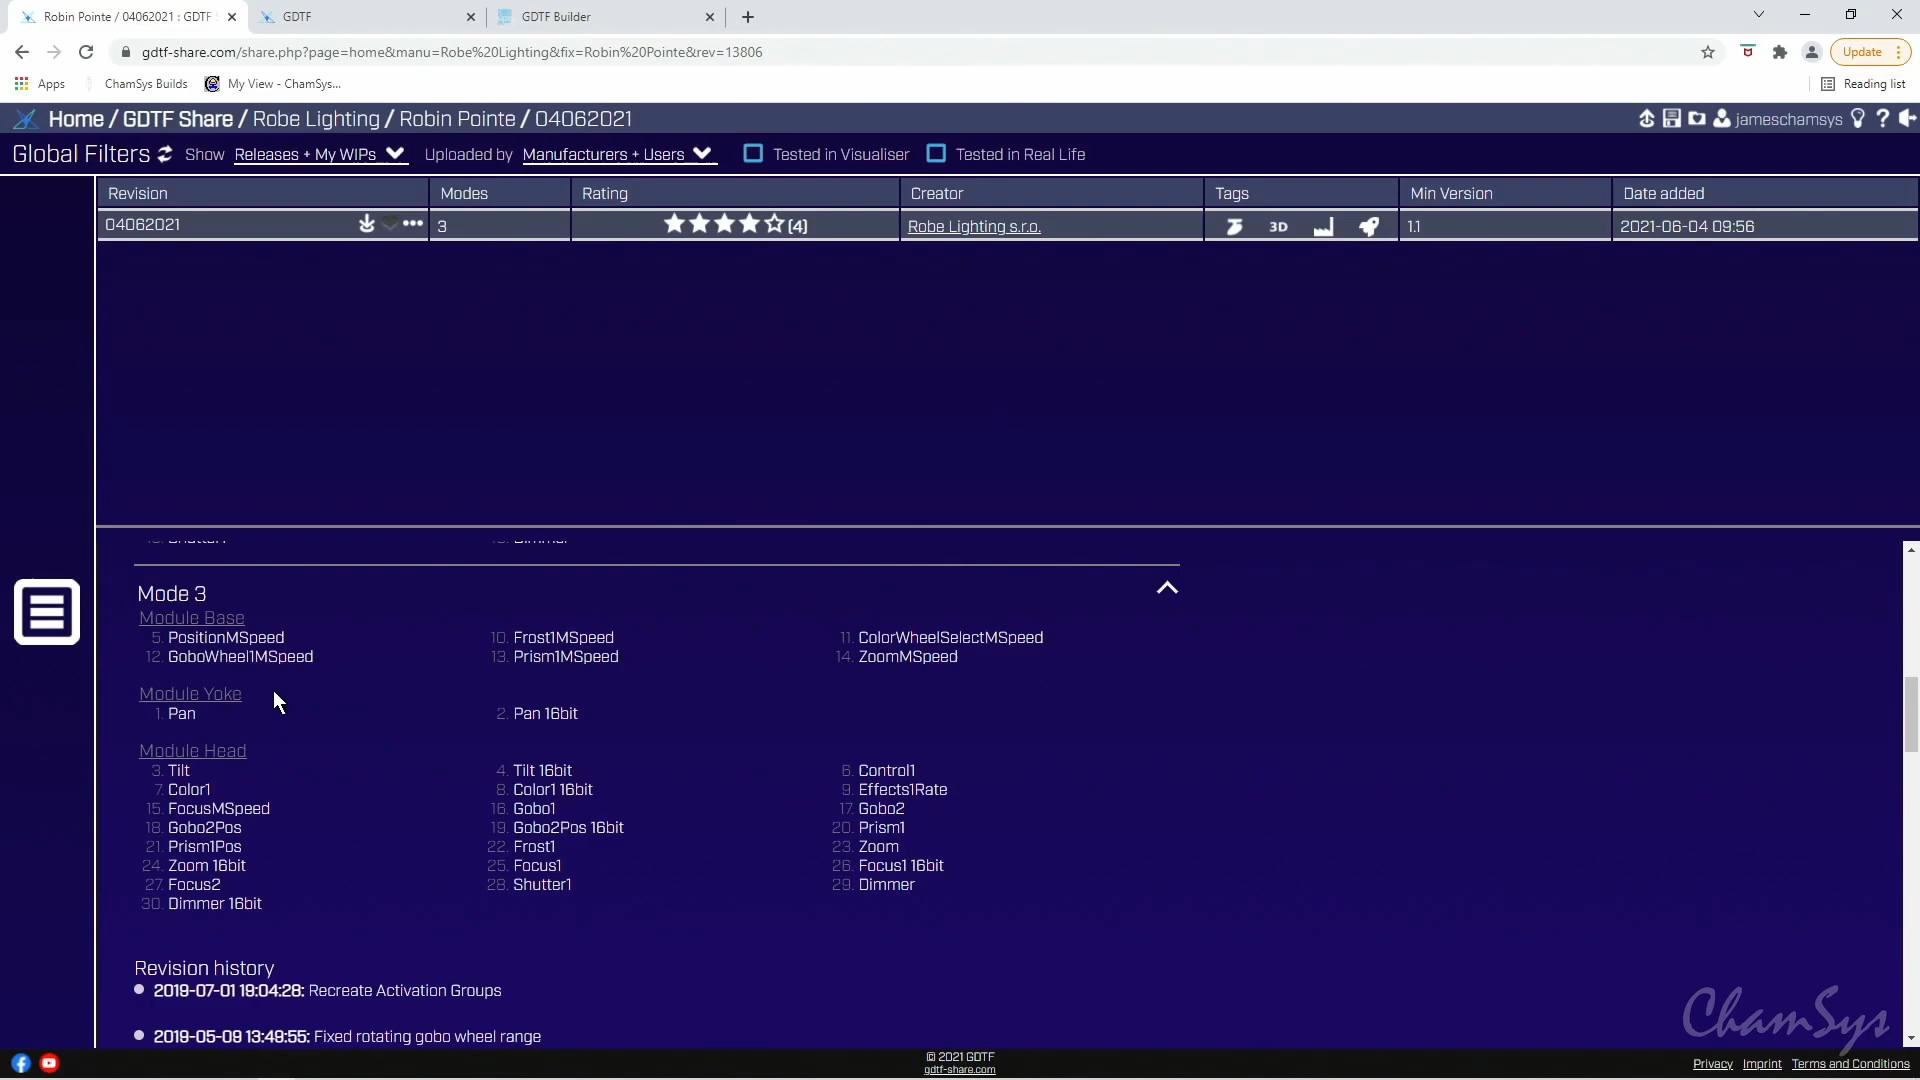 Robin Pointe / 04062021 : GDTF S
GDTF
GDTF Builder
gdtf-share.com/share.php?page=home&manu=Robe%20Lighting&fix=Robin%20Pointe&rev=13806
Update
Apps
ChamSys Builds
My View - ChamSys...
Reading list
Home / GDTF Share / Robe Lighting / Robin Pointe / 04062021
jameschamsys
Global Filters Show Releases + My WIPs Uploaded by Manufacturers + Users Tested in Visualiser Tested in Real Life
Revision Modes Rating Creator Tags Min Version Date added
04062021 3 (4) Robe Lighting s.r.o. 3D 1.1 2021-06-04 09:56
Mode 3
Module Base
5. PositionMSpeed 10. Frost1MSpeed 11. ColorWheelSelectMSpeed
12. GoboWheel1MSpeed 13. Prism1MSpeed 14. ZoomMSpeed
Module Yoke
1. Pan 2. Pan 16bit
Module Head
3. Tilt 4. Tilt 16bit 6. Control1
7. Color1 8. Color1 16bit 9. Effects1Rate
15. FocusMSpeed 16. Gobo1 17. Gobo2
18. Gobo2Pos 19. Gobo2Pos 16bit 20. Prism1
21. Prism1Pos 22. Frost1 23. Zoom
24. Zoom 16bit 25. Focus1 26. Focus1 16bit
27. Focus2 28. Shutter1 29. Dimmer
30. Dimmer 16bit
Revision history
2019-07-01 19:04:28: Recreate Activation Groups
2019-05-09 13:49:55: Fixed rotating gobo wheel range
ChamSys
© 2021 GDTF
gdtf-share.com
Privacy Imprint Terms and Conditions